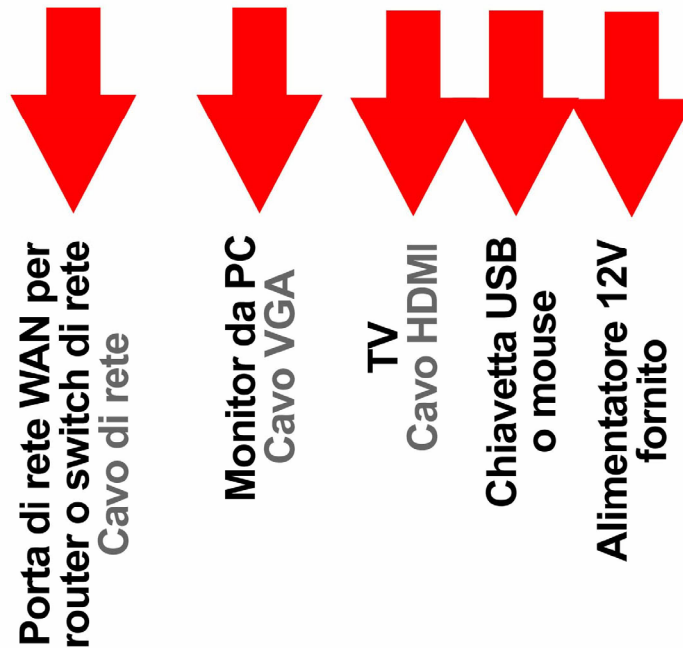 Porta di rete WAN per
router o switch di rete
Cavo di rete
Monitor da PC
Cavo VGA
TV
Cavo HDMI
Chiavetta USB
o mouse
Alimentatore 12V
fornito